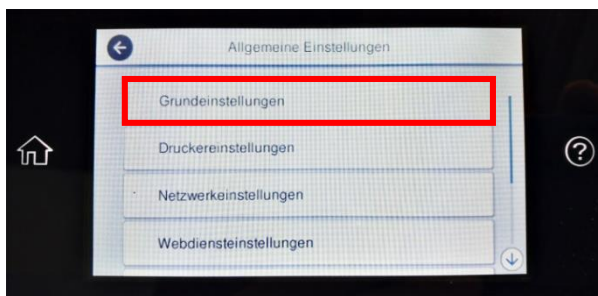 Allgemeine Einstellungen
Grundeinstellungen
Druckereinstellungen
Netzwerkeinstellungen
Webdiensteinstellungen